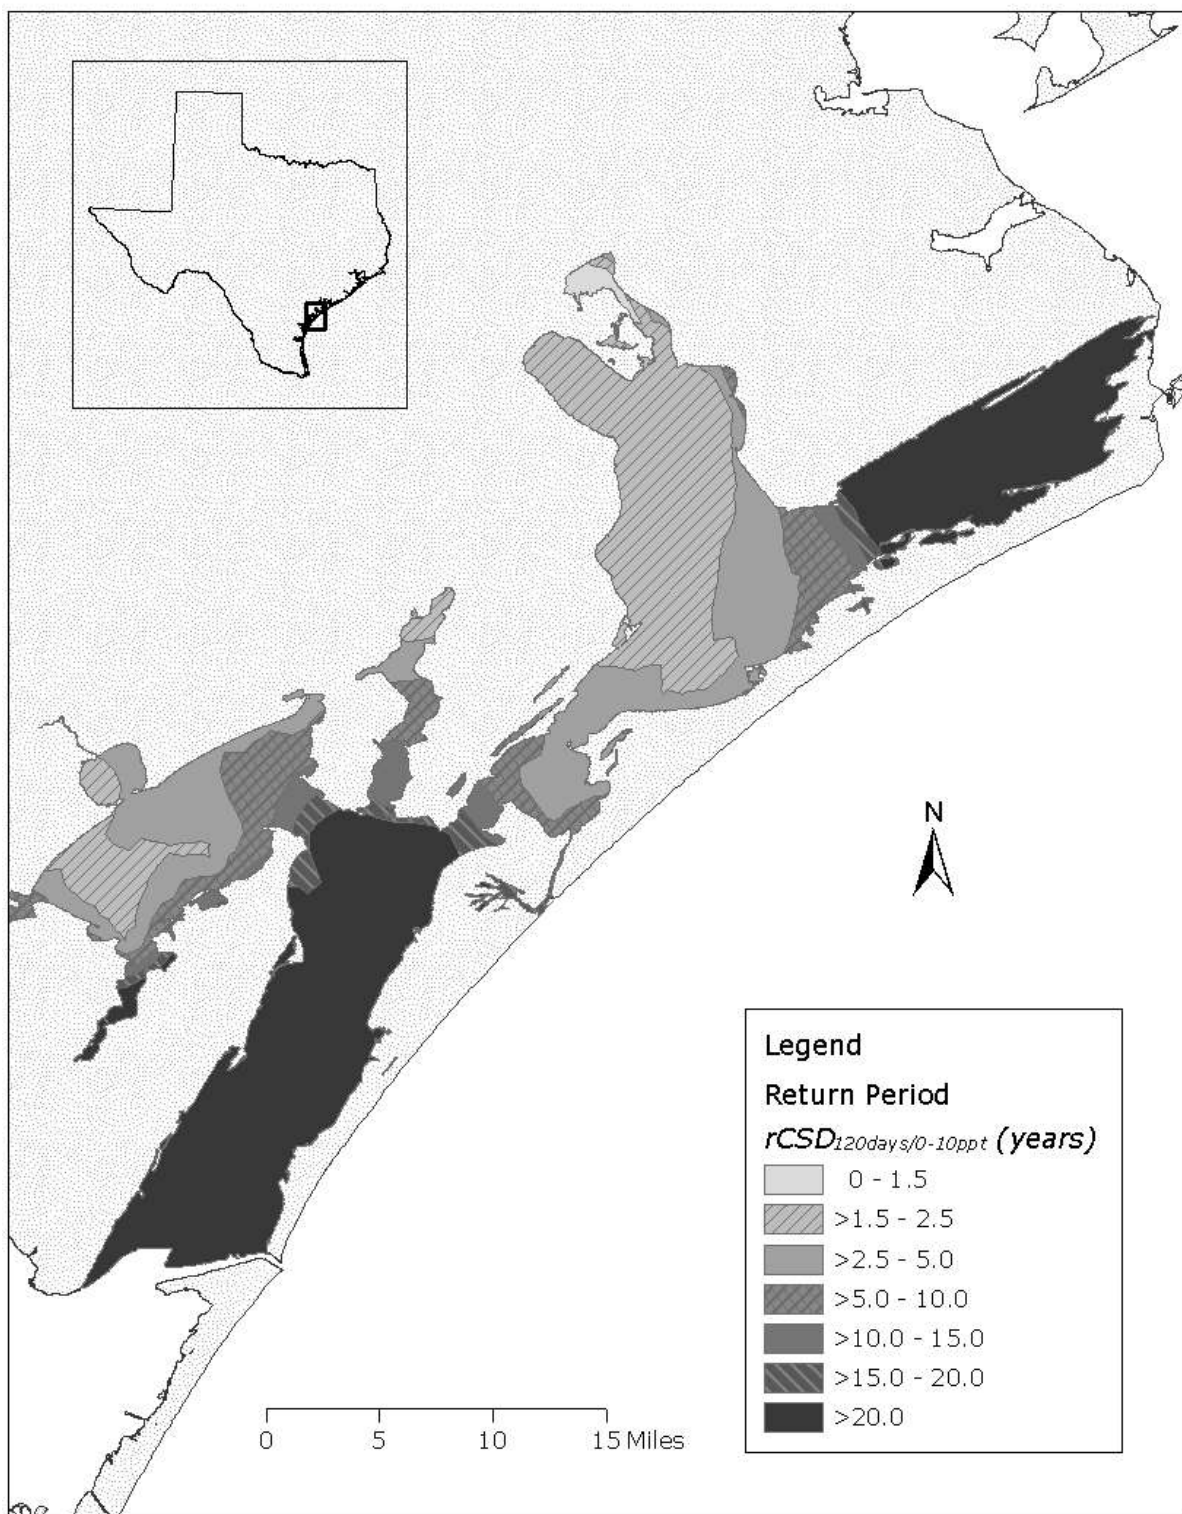 N
Legend
Return Period
rCSD120days/0-10ppt (years)
0 - 1.5
>1.5 - 2.5
>2.5 - 5.0
>5.0 - 10.0
>10.0 - 15.0
>15.0 - 20.0
>20.0
0 5 10 15 Miles